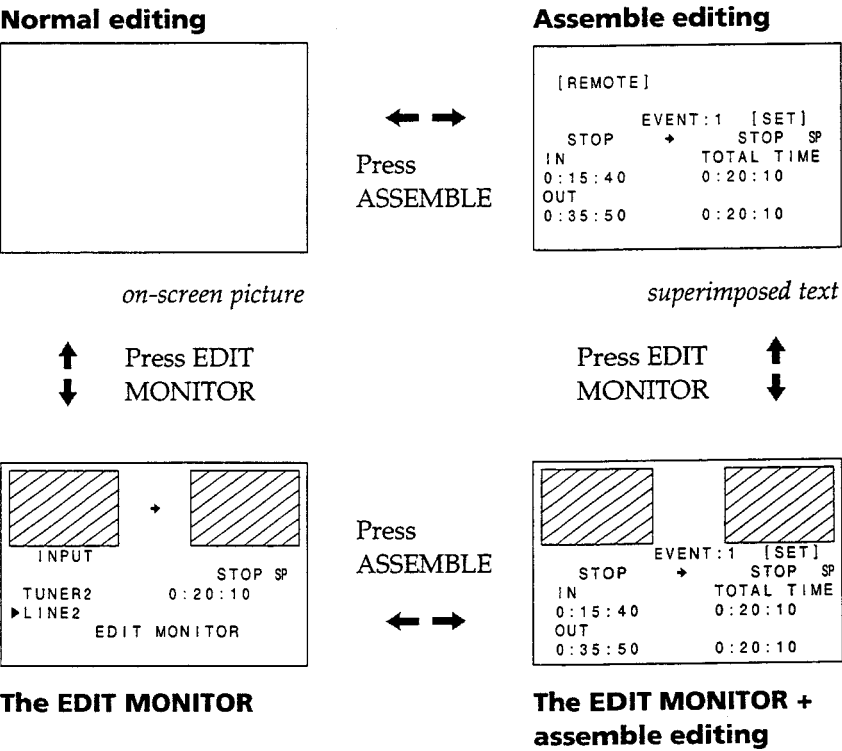 Normal editing
Assemble editing
[REMOTE]
EVENT:1 [SET]
STOP → STOP SP
IN TOTAL TIME
0:15:40 0:20:10
OUT
0:35:50 0:20:10
Press
ASSEMBLE
on-screen picture
superimposed text
Press EDIT
MONITOR
Press EDIT
MONITOR
INPUT
STOP SP
TUNER2 0:20:10
▶LINE2
EDIT MONITOR
Press
ASSEMBLE
EVENT:1 [SET]
STOP → STOP SP
IN TOTAL TIME
0:15:40 0:20:10
OUT
0:35:50 0:20:10
The EDIT MONITOR
The EDIT MONITOR +
assemble editing